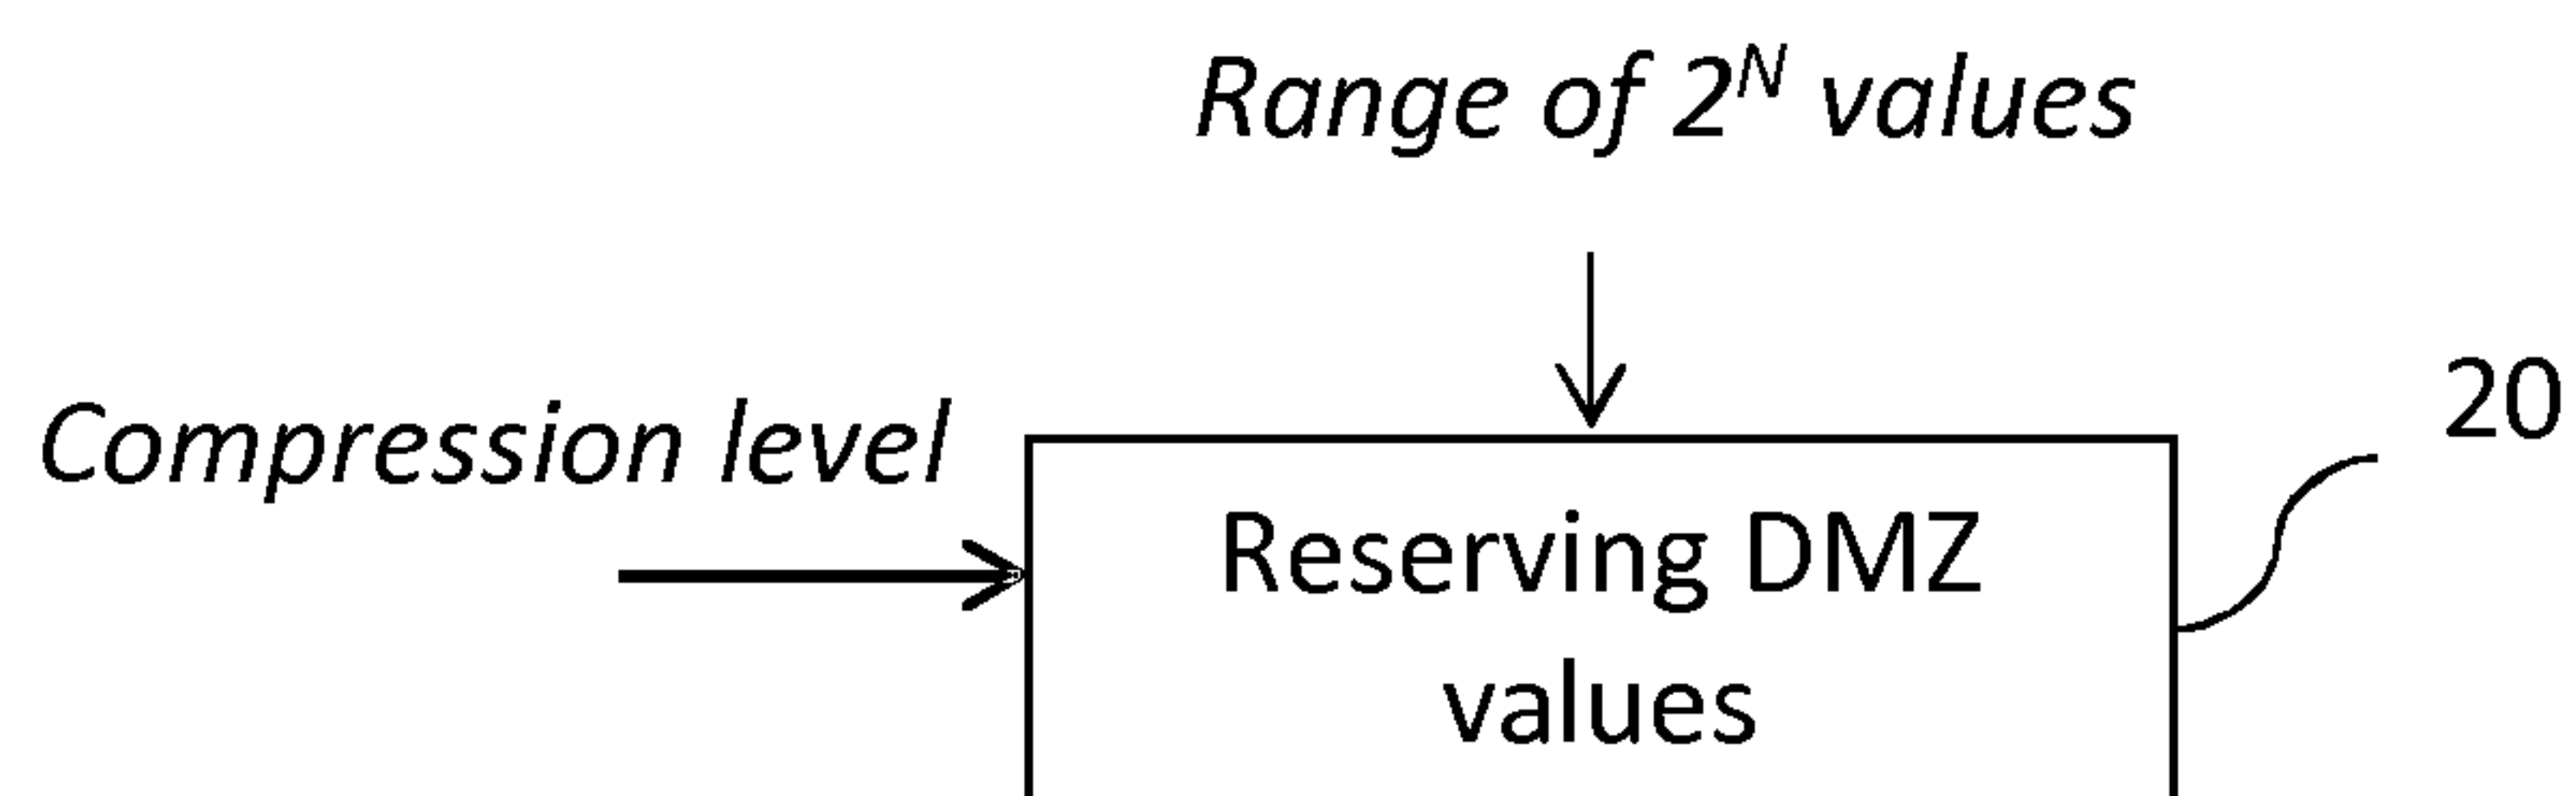 Range of 2^N values
Compression level
20
Reserving DMZ
values